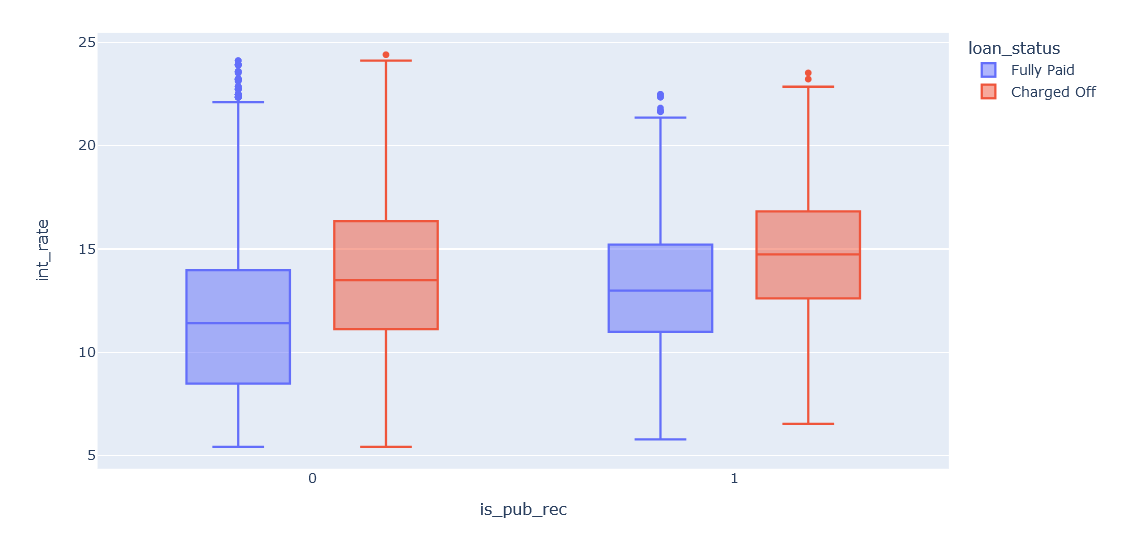 loan_status
Fully Paid
Charged Off
25
20
15
10
5
int_rate
0 1
is_pub_rec